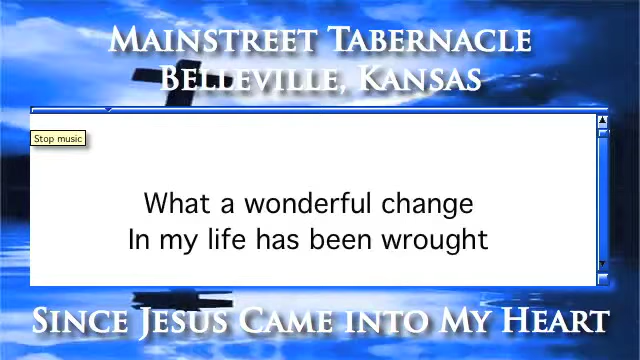 Mainstreet Tabernacle
Belleville, Kansas
Stop music
What a wonderful change
In my life has been wrought
Since Jesus Came into My Heart